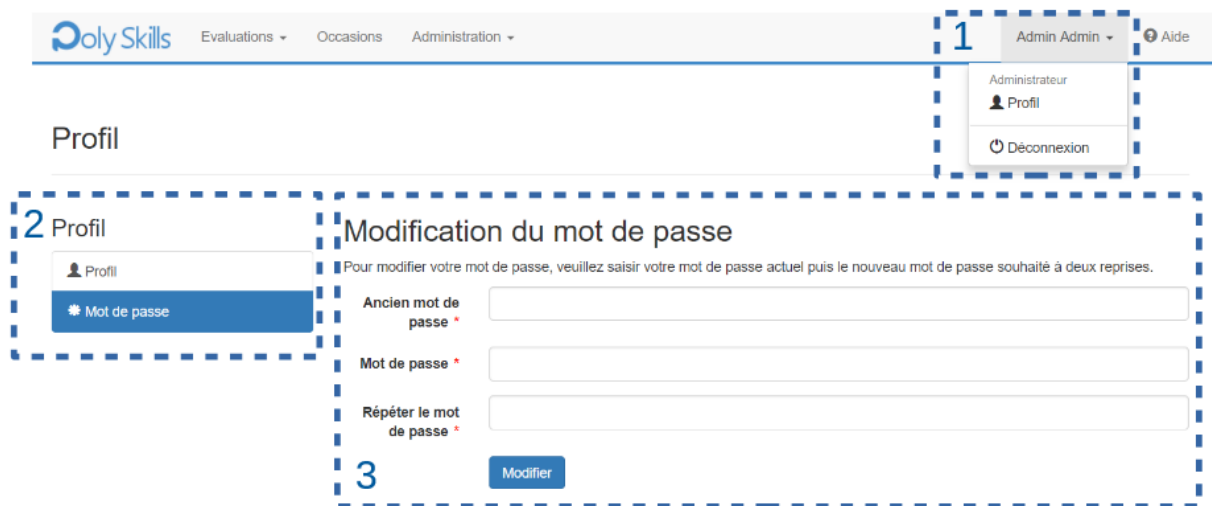 Poly Skills Evaluations Occasions Administration 1 Admin Admin Aide
Administrateur
Profil
Déconnexion
Profil
2 Profil
Profil
Mot de passe
Modification du mot de passe
Pour modifier votre mot de passe, veuillez saisir votre mot de passe actuel puis le nouveau mot de passe souhaité à deux reprises.
Ancien mot de
passe *
Mot de passe *
Répéter le mot
de passe *
3 Modifier